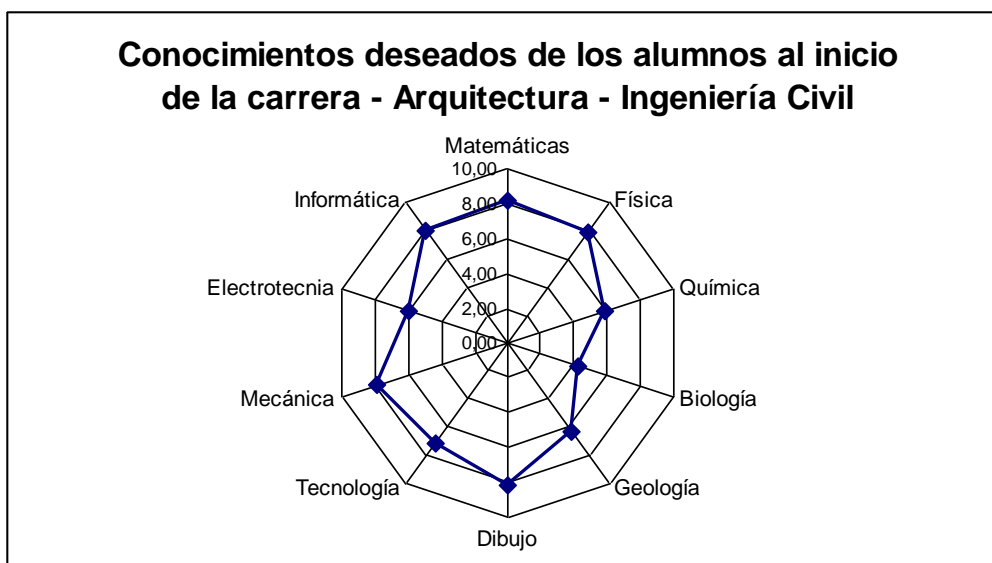 Conocimientos deseados de los alumnos al inicio
de la carrera - Arquitectura - Ingeniería Civil
Matemáticas
10,00
Informática
8,00
Física
6,00
Electrotecnia
4,00
Química
2,00
0,00
Mecánica
Biología
Tecnología
Geología
Dibujo